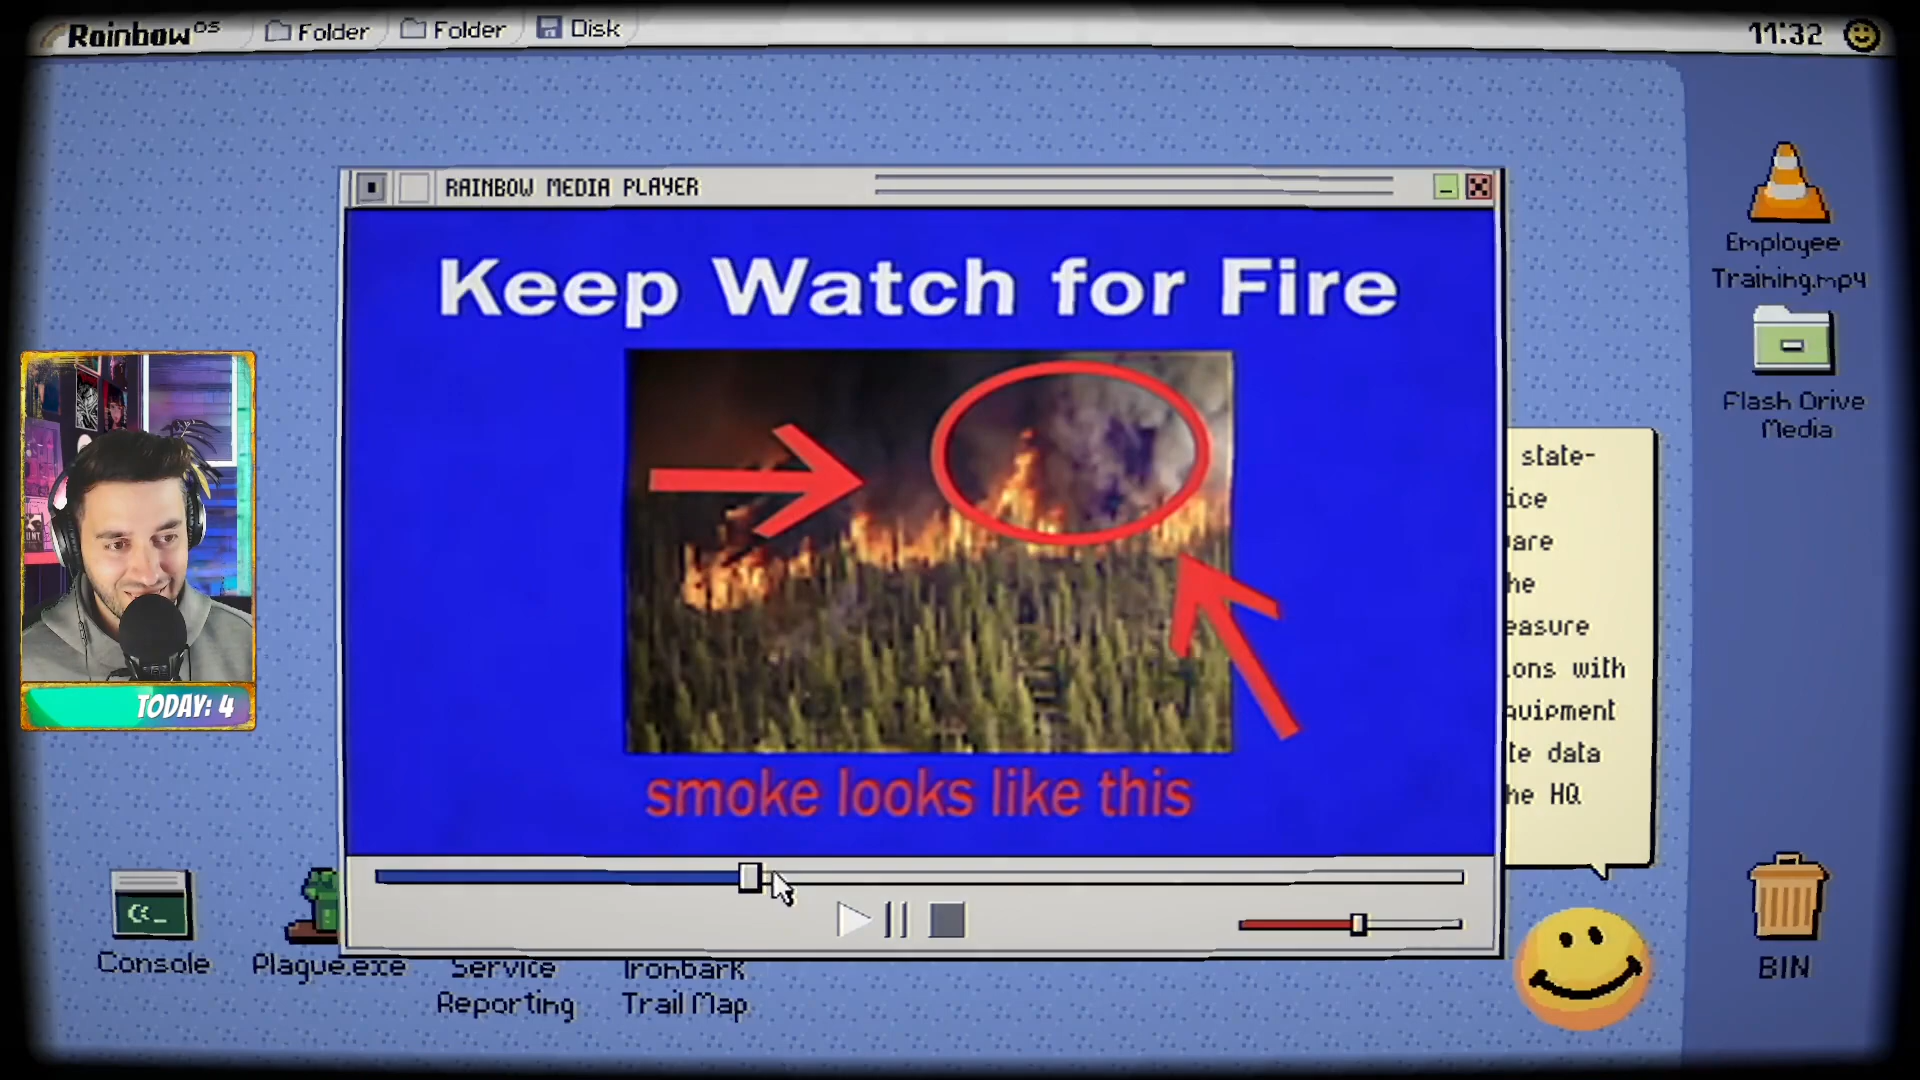 Rainbow OS
Folder
Folder
Disk
11:32
RAINBOW MEDIA PLAYER
Keep Watch for Fire
smoke looks like this
Employee
Training.mp4
Flash Drive
Media
state-
ice
are
he
easure
ions with
quipment
te data
he HQ
TODAY: 4
Console
Plague.exe
Service
Reporting
Ironbark
Trail Map
BIN